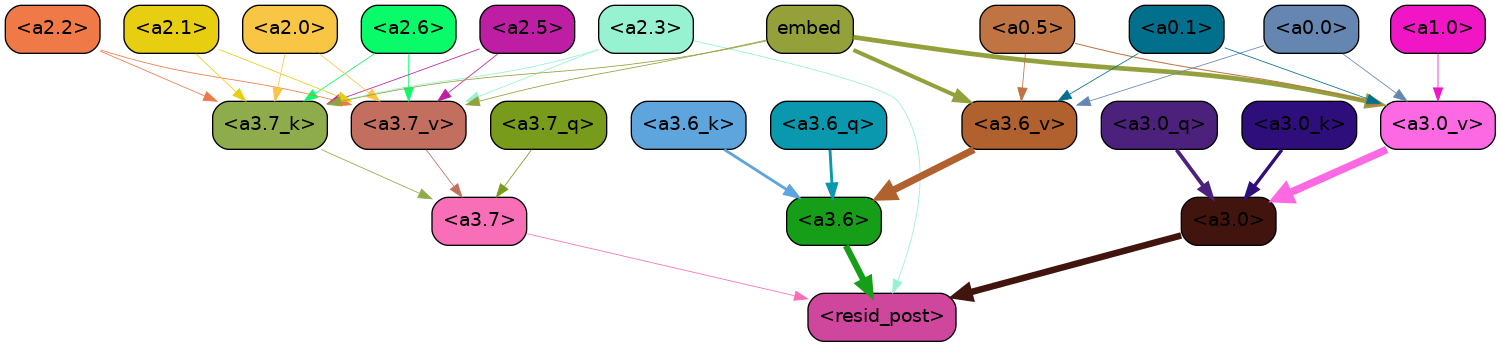 <a2.2> <a2.1> <a2.0> <a2.6> <a2.5> <a2.3> embed <a0.5> <a0.1> <a0.0> <a1.0>
<a3.7_k> <a3.7_v> <a3.7_q> <a3.6_k> <a3.6_q> <a3.6_v> <a3.0_q> <a3.0_k> <a3.0_v>
<a3.7> <a3.6> <a3.0>
<resid_post>